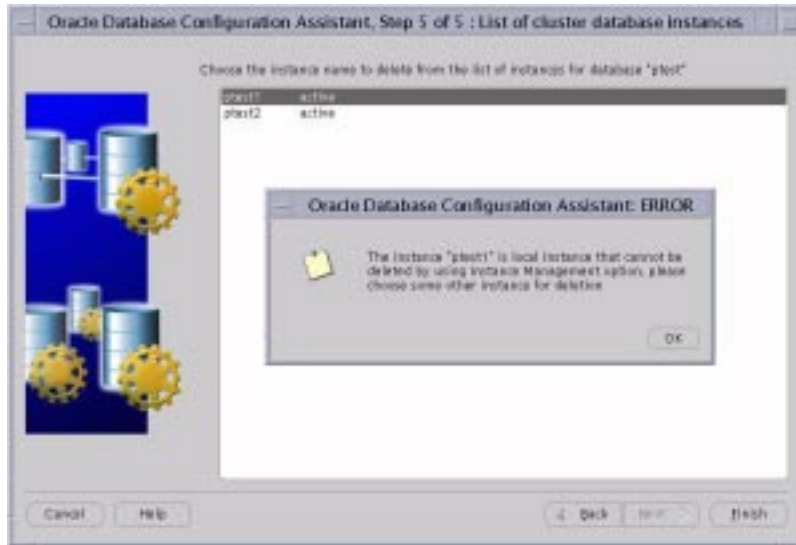 Oracle Database Configuration Assistant, Step 5 of 5 : List of cluster database instances
Choose the instance name to delete from the list of instances for database "ptest"
ptest1 active
ptest2 active
Oracle Database Configuration Assistant: ERROR
The instance "ptest1" is local instance that cannot be
deleted by using Instance Management option, please
choose some other instance for deletion
OK
Cancel Help Back Next Finish